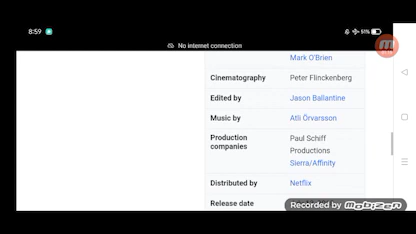 8:59
51%
No internet connection
Mark O'Brien
Cinematography Peter Flinckenberg
Edited by Jason Ballantine
Music by Atli Örvarsson
Production companies Paul Schiff Productions
Sierra/Affinity
Distributed by Netflix
Release date
Recorded by Mobizen